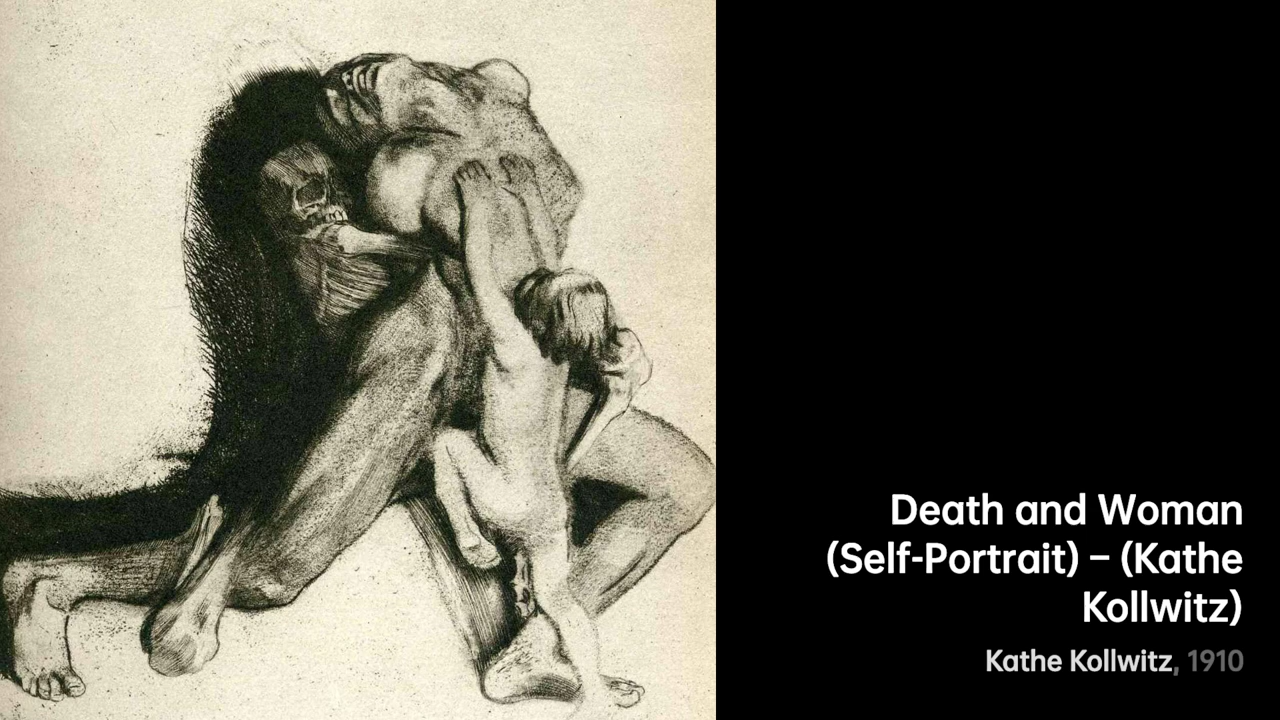 Death and Woman
(Self-Portrait) – (Kathe
Kollwitz)
Kathe Kollwitz, 1910